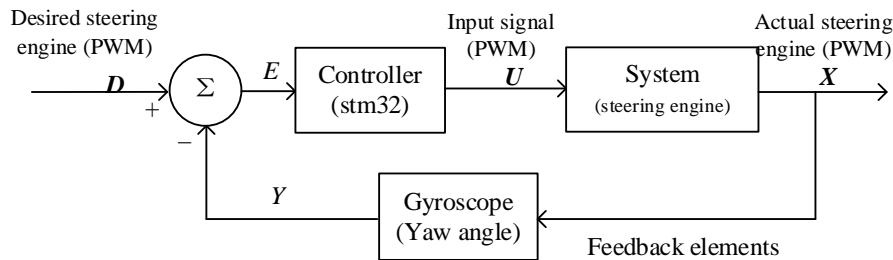 Desired steering
engine (PWM)
D
+
−
Σ
E
Controller
(stm32)
Input signal
(PWM)
U
System
(steering engine)
Actual steering
engine (PWM)
X
Y
Gyroscope
(Yaw angle)
Feedback elements